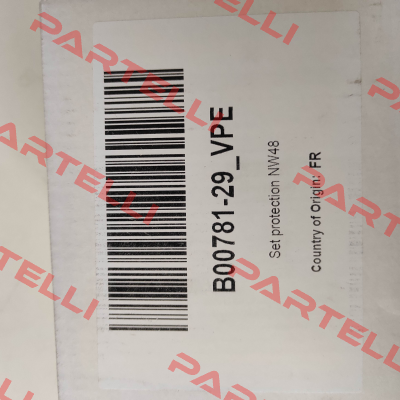 B00781-29_VPE
Set protection NW48
Country of Origin: FR
PARTELLI
PARTELLI
PARTELLI
PARTELLI